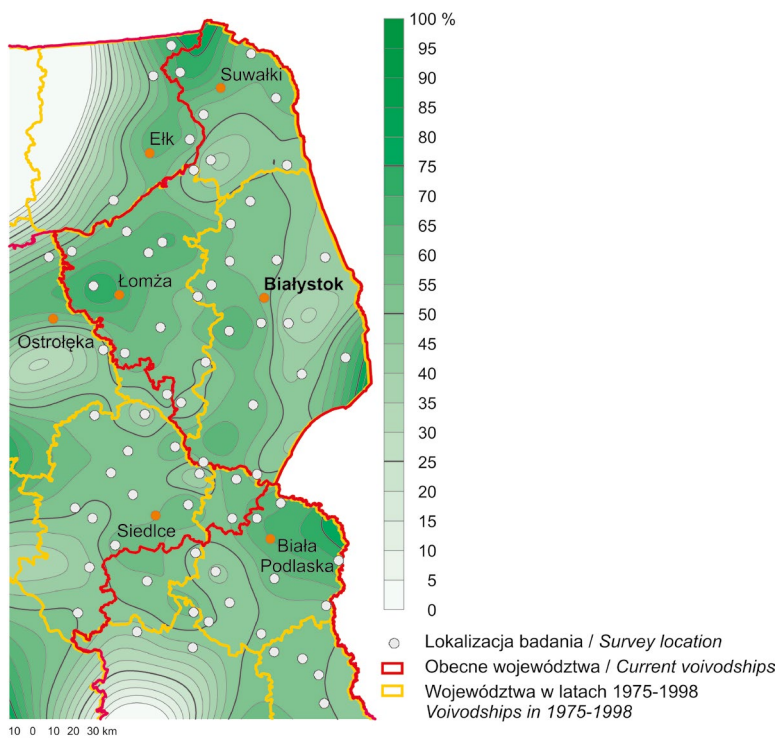 100 %
95
90
85
80
75
70
65
60
55
50
45
40
35
30
25
20
15
10
5
0
Suwałki
Ełk
Łomża
Białystok
Ostrołęka
Siedlce
Biała
Podlaska
Lokalizacja badania / Survey location
Obecne województwa / Current voivodships
Województwa w latach 1975-1998
Voivodships in 1975-1998
10 0 10 20 30 km